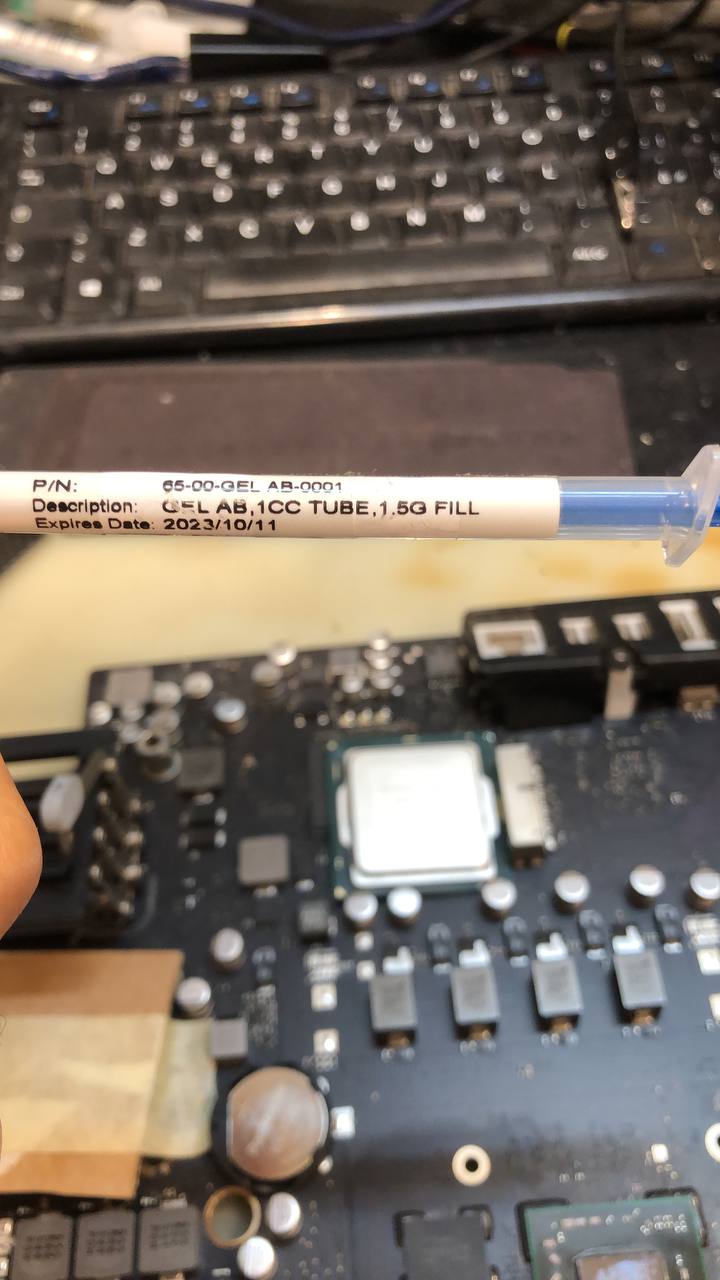 P/N: 65-00-GEL AB-0001
Description: GEL AB,1CC TUBE,1.5G FILL
Expires Date: 2023/10/11